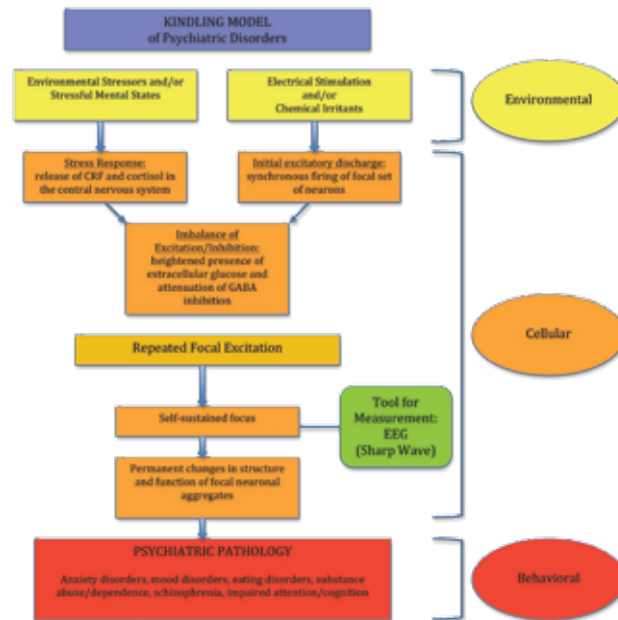 KINDLING MODEL
of Psychiatric Disorders
Environmental Stressors and/or
Stressful Mental States
Electrical Stimulation
and/or
Chemical Irritants
Environmental
Stress Response:
release of CRF and cortisol in
the central nervous system
Initial excitatory discharge:
synchronous firing of focal set
of neurons
Imbalance of
Excitation/Inhibition:
heightened presence of
extracellular glucose and
attenuation of GABA
inhibition
Cellular
Repeated Focal Excitation
Self-sustained focus
Tool for
Measurement:
EEG
(Sharp Wave)
Permanent changes in structure
and function of focal neuronal
aggregates
PSYCHIATRIC PATHOLOGY
Anxiety disorders, mood disorders, eating disorders, substance
abuse/dependence, schizophrenia, impaired attention/cognition
Behavioral